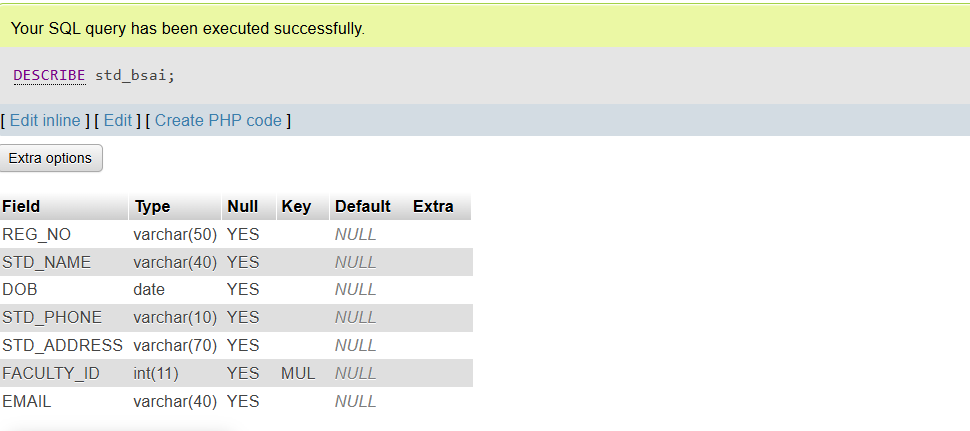 Your SQL query has been executed successfully.
DESCRIBE std_bsai;
[ Edit inline ] [ Edit ] [ Create PHP code ]
Extra options
Field Type Null Key Default Extra
REG_NO varchar(50) YES NULL
STD_NAME varchar(40) YES NULL
DOB date YES NULL
STD_PHONE varchar(10) YES NULL
STD_ADDRESS varchar(70) YES NULL
FACULTY_ID int(11) YES MUL NULL
EMAIL varchar(40) YES NULL